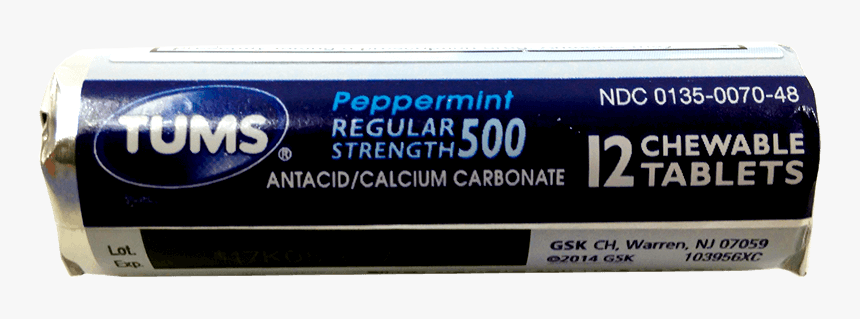 TUMS®
Peppermint
REGULAR STRENGTH 500
ANTACID/CALCIUM CARBONATE
NDC 0135-0070-48
12 CHEWABLE TABLETS
Lot.
Exp.
GSK CH, Warren, NJ 07059
©2014 GSK 103956XC